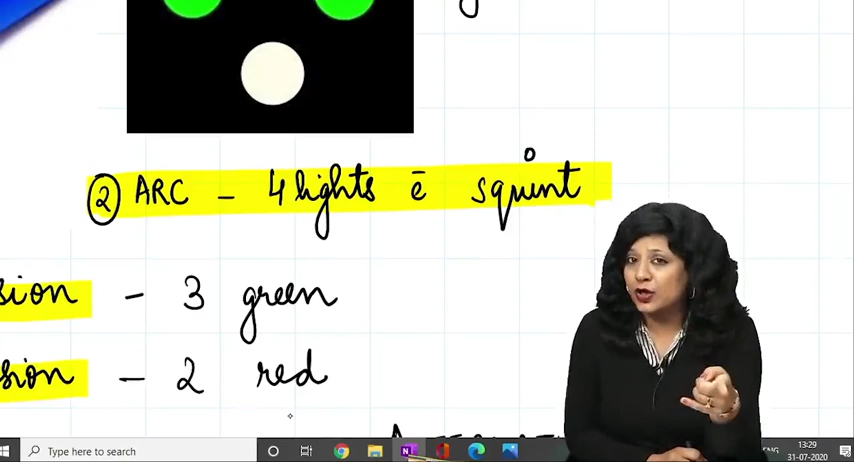 ② ARC - 4 lights ē squint
sion - 3 green
sion - 2 red
Type here to search
ENG
13:29
31-07-2020